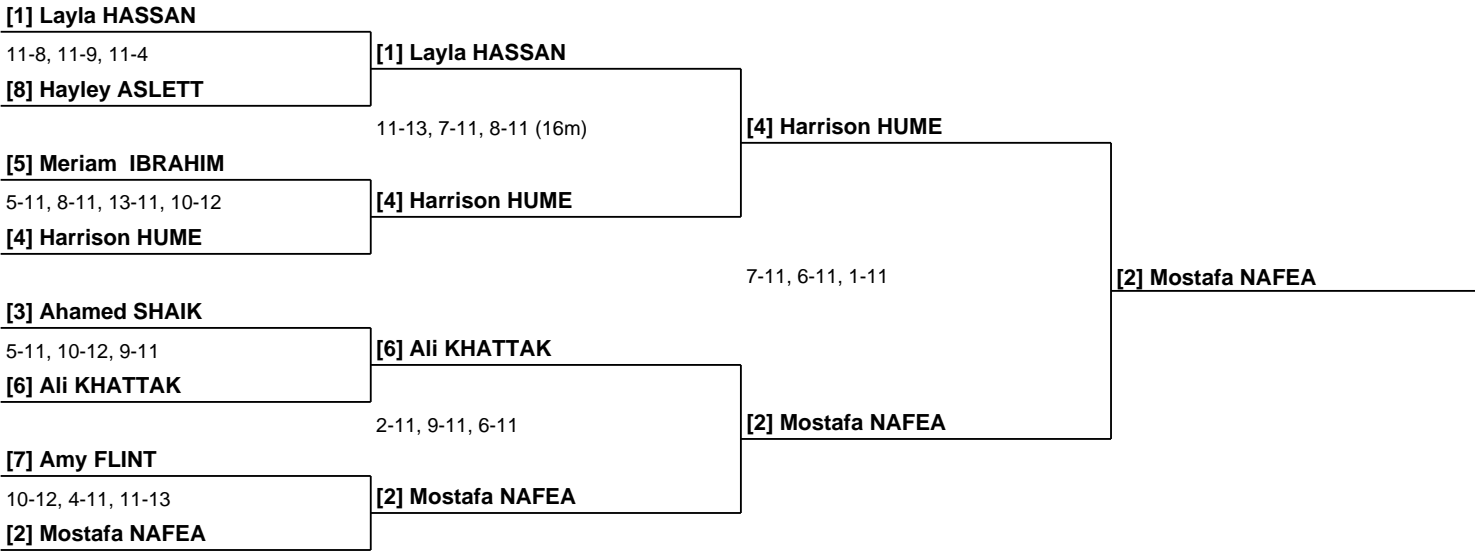 [1] Layla HASSAN
11-8, 11-9, 11-4
[8] Hayley ASLETT
[5] Meriam  IBRAHIM
5-11, 8-11, 13-11, 10-12
[4] Harrison HUME
[3] Ahamed SHAIK
5-11, 10-12, 9-11
[6] Ali KHATTAK
[7] Amy FLINT
10-12, 4-11, 11-13
[2] Mostafa NAFEA
[1] Layla HASSAN
11-13, 7-11, 8-11 (16m)
[4] Harrison HUME
[6] Ali KHATTAK
2-11, 9-11, 6-11
[2] Mostafa NAFEA
[4] Harrison HUME
7-11, 6-11, 1-11
[2] Mostafa NAFEA
[2] Mostafa NAFEA